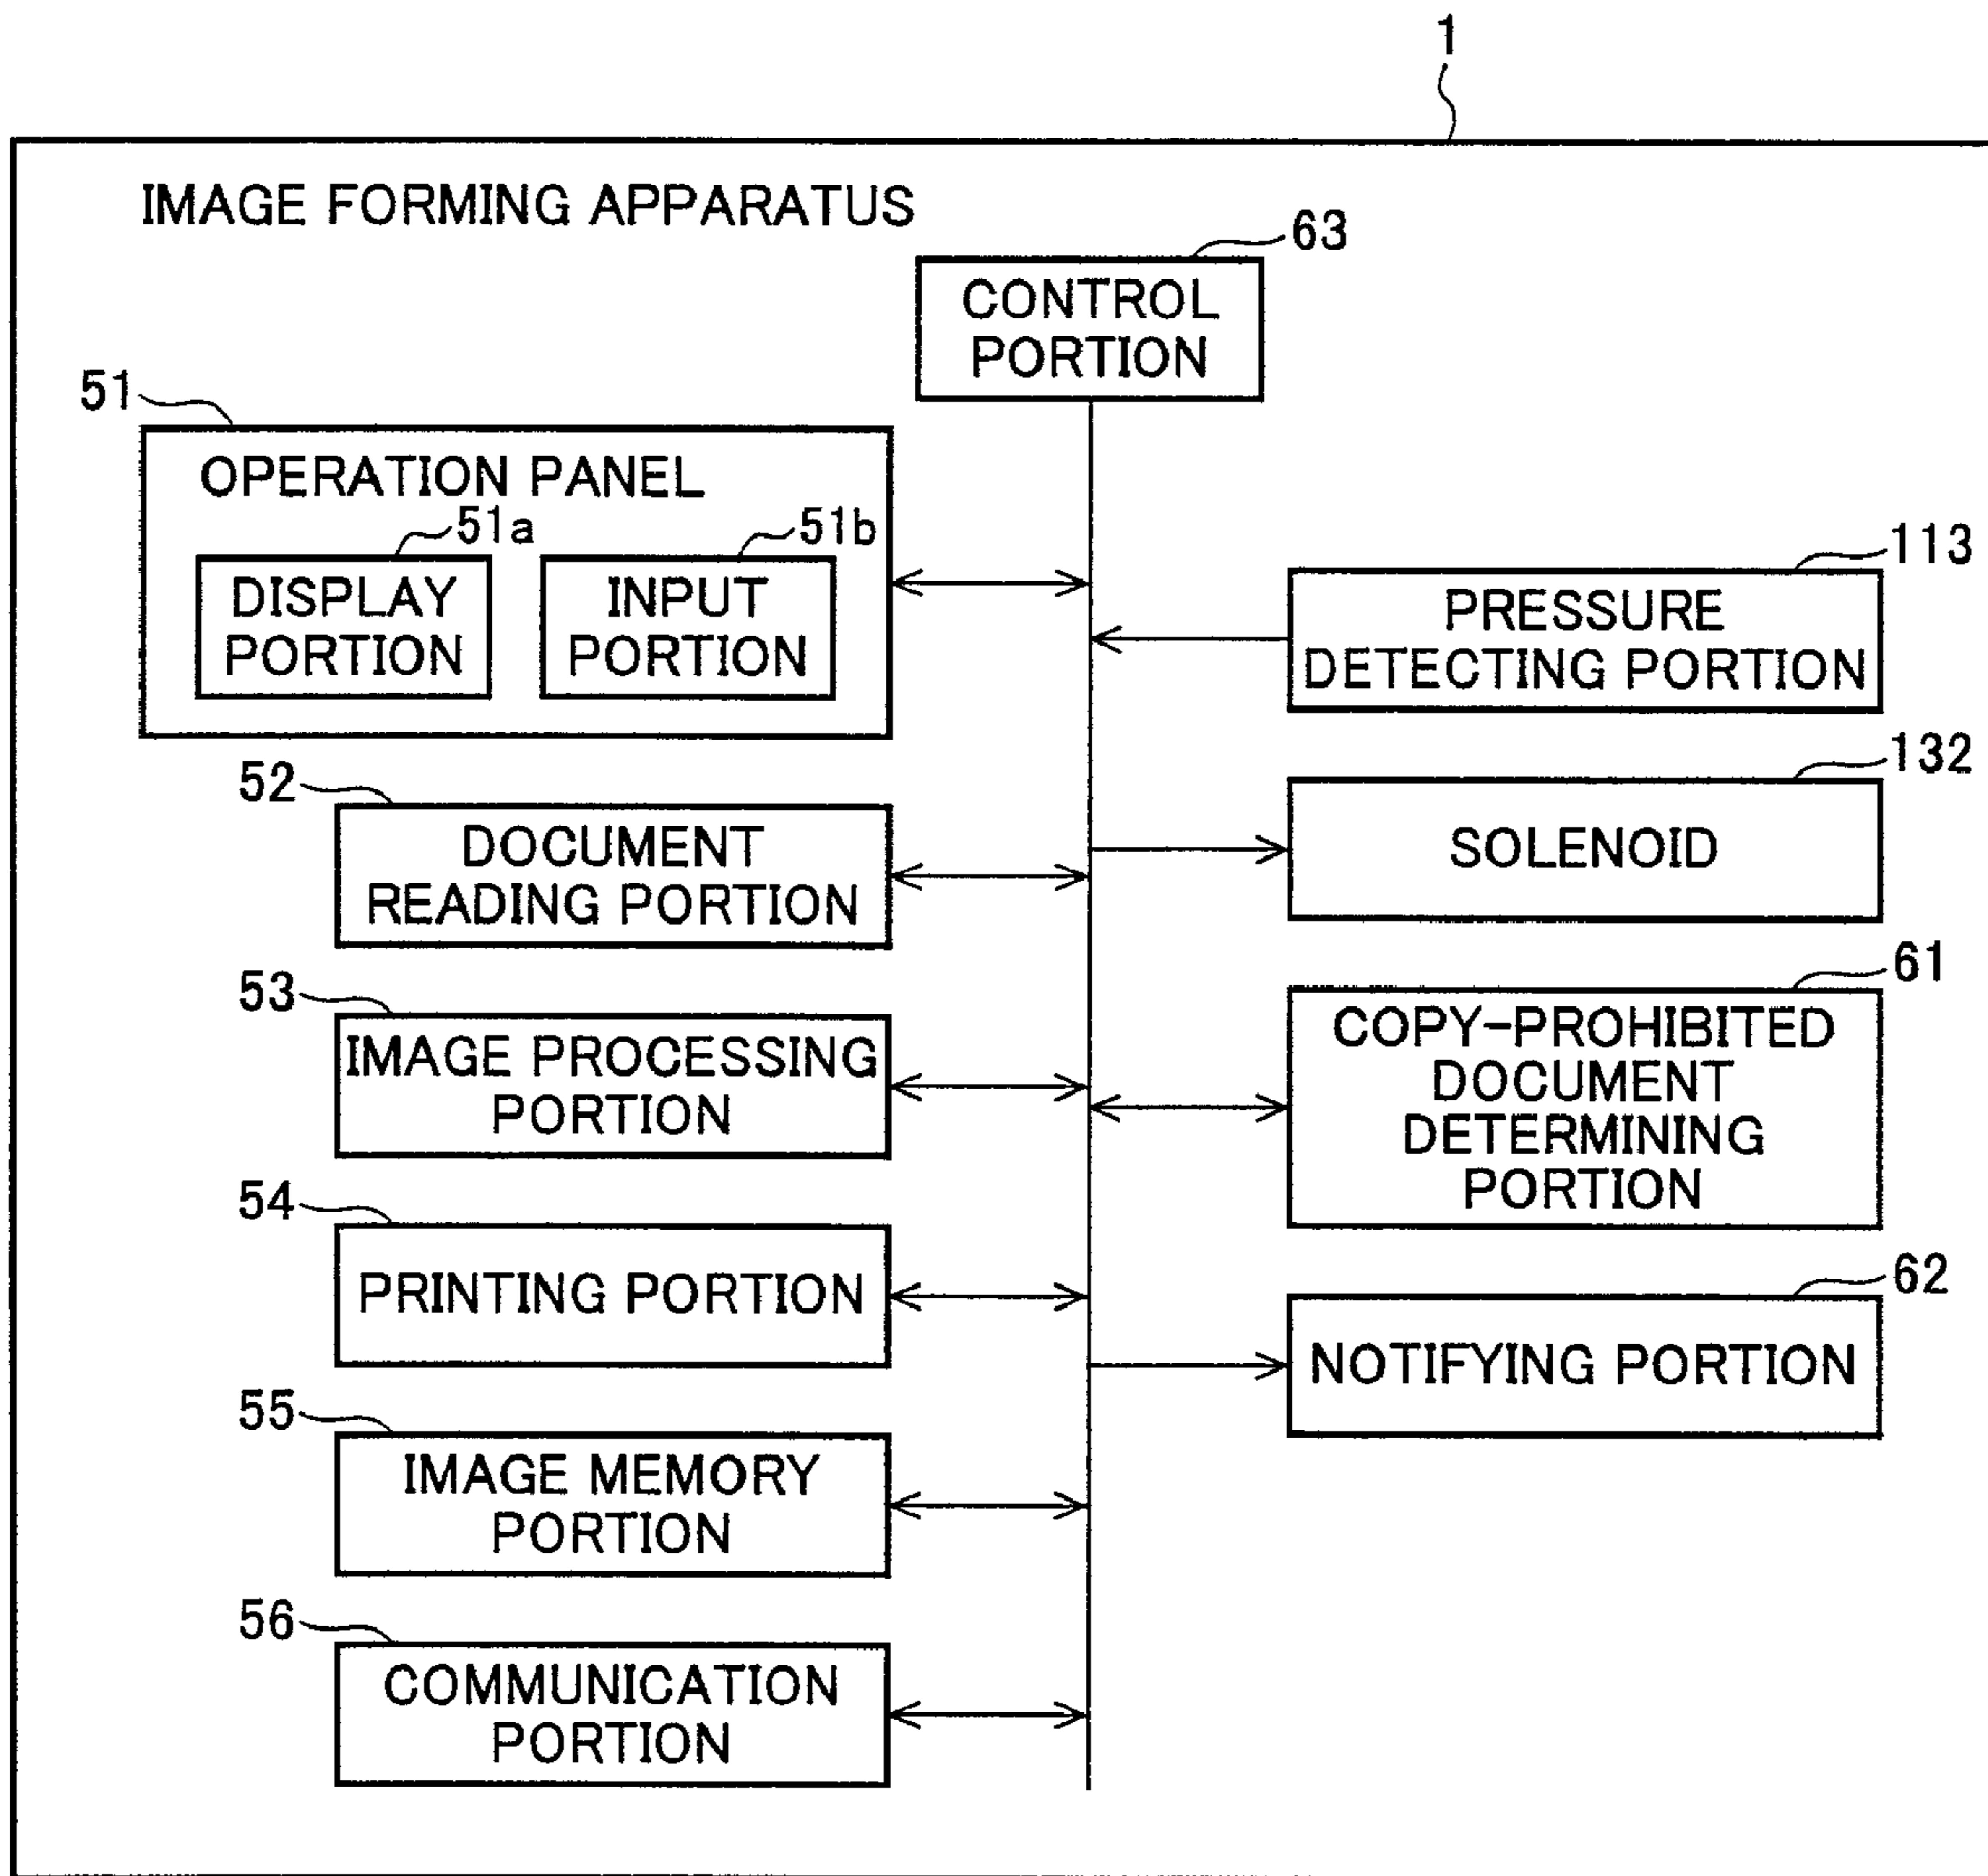 1
IMAGE FORMING APPARATUS
63
CONTROL
PORTION
51
OPERATION PANEL
51a
51b
DISPLAY
PORTION
INPUT
PORTION
113
PRESSURE
DETECTING PORTION
52
DOCUMENT
READING PORTION
132
SOLENOID
53
IMAGE PROCESSING
PORTION
61
COPY-PROHIBITED
DOCUMENT
DETERMINING
PORTION
54
PRINTING PORTION
62
NOTIFYING PORTION
55
IMAGE MEMORY
PORTION
56
COMMUNICATION
PORTION